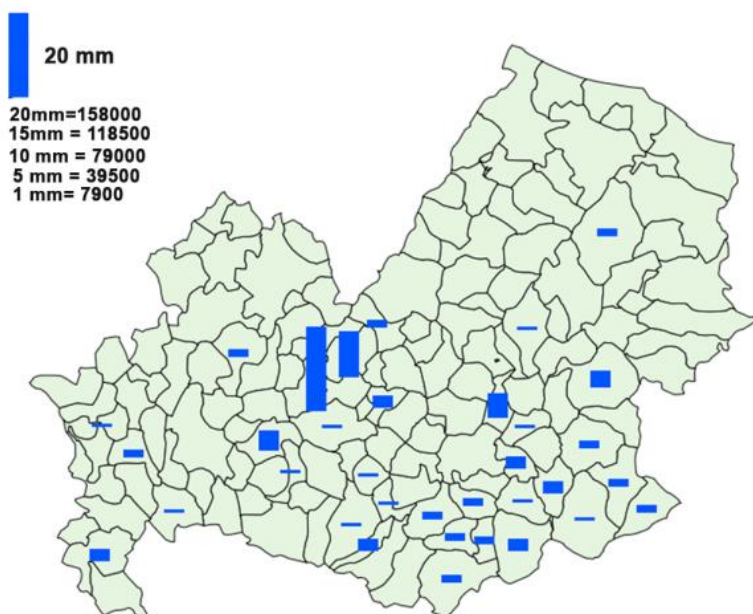 20 mm
20mm=158000
15mm = 118500
10 mm = 79000
5 mm = 39500
1 mm= 7900